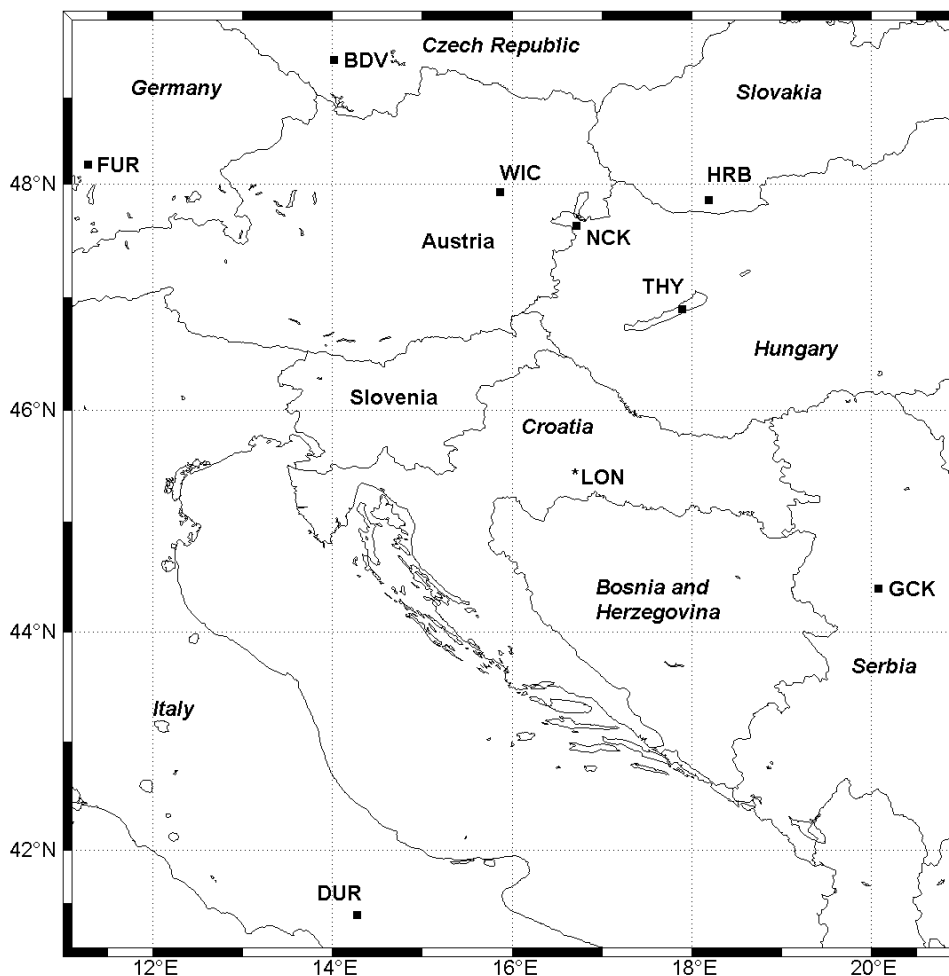 BDV
Czech Republic
Germany
Slovakia
FUR
WIC
HRB
48°N
NCK
Austria
THY
Hungary
46°N
Slovenia
Croatia
*LON
Bosnia and
Herzegovina
GCK
44°N
Serbia
Italy
42°N
DUR
12°E 14°E 16°E 18°E 20°E